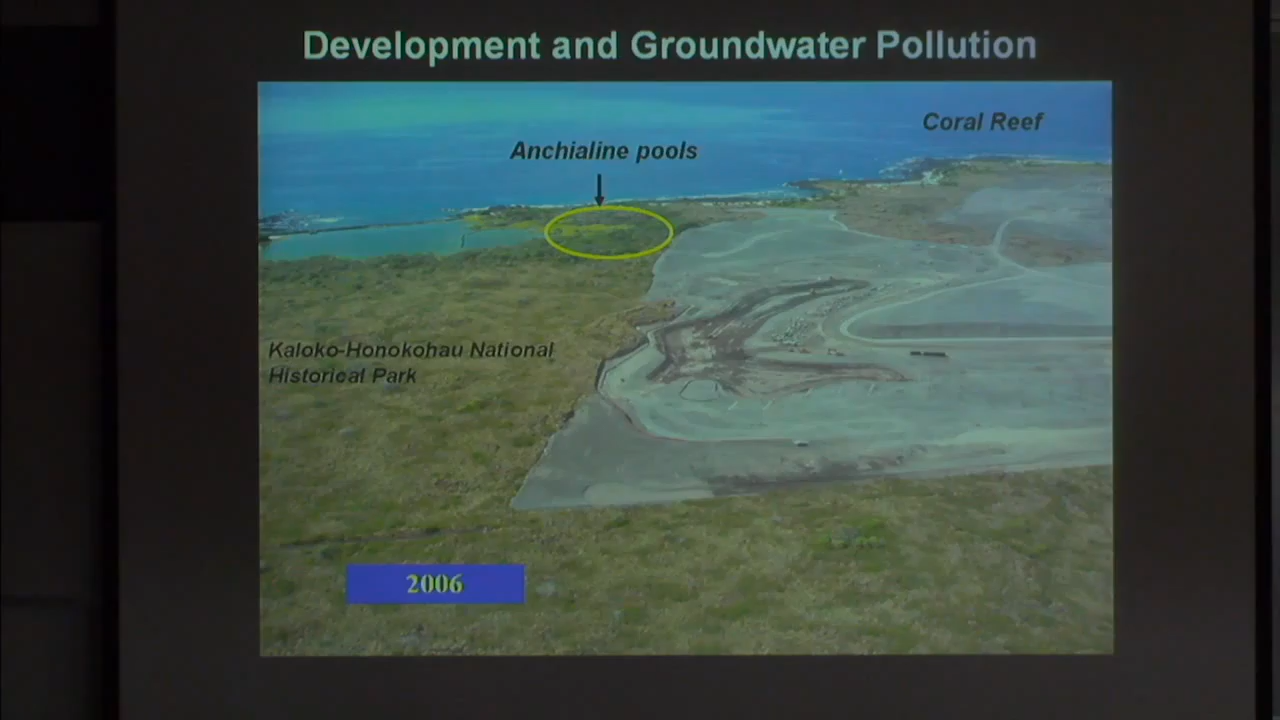 Development and Groundwater Pollution
Coral Reef
Anchialine pools
Kaloko-Honokohau National
Historical Park
2006